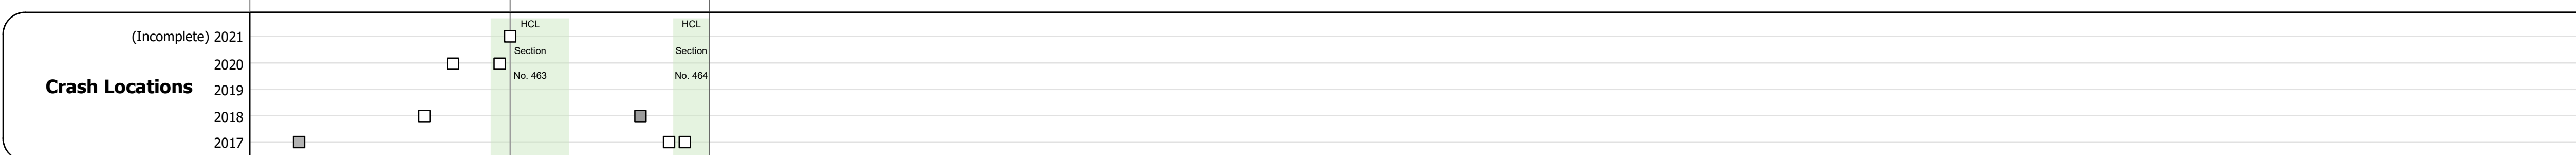 HCL
HCL
(Incomplete) 2021
Section
Section
2020
No. 463
No. 464
Crash Locations
2019
2018
2017